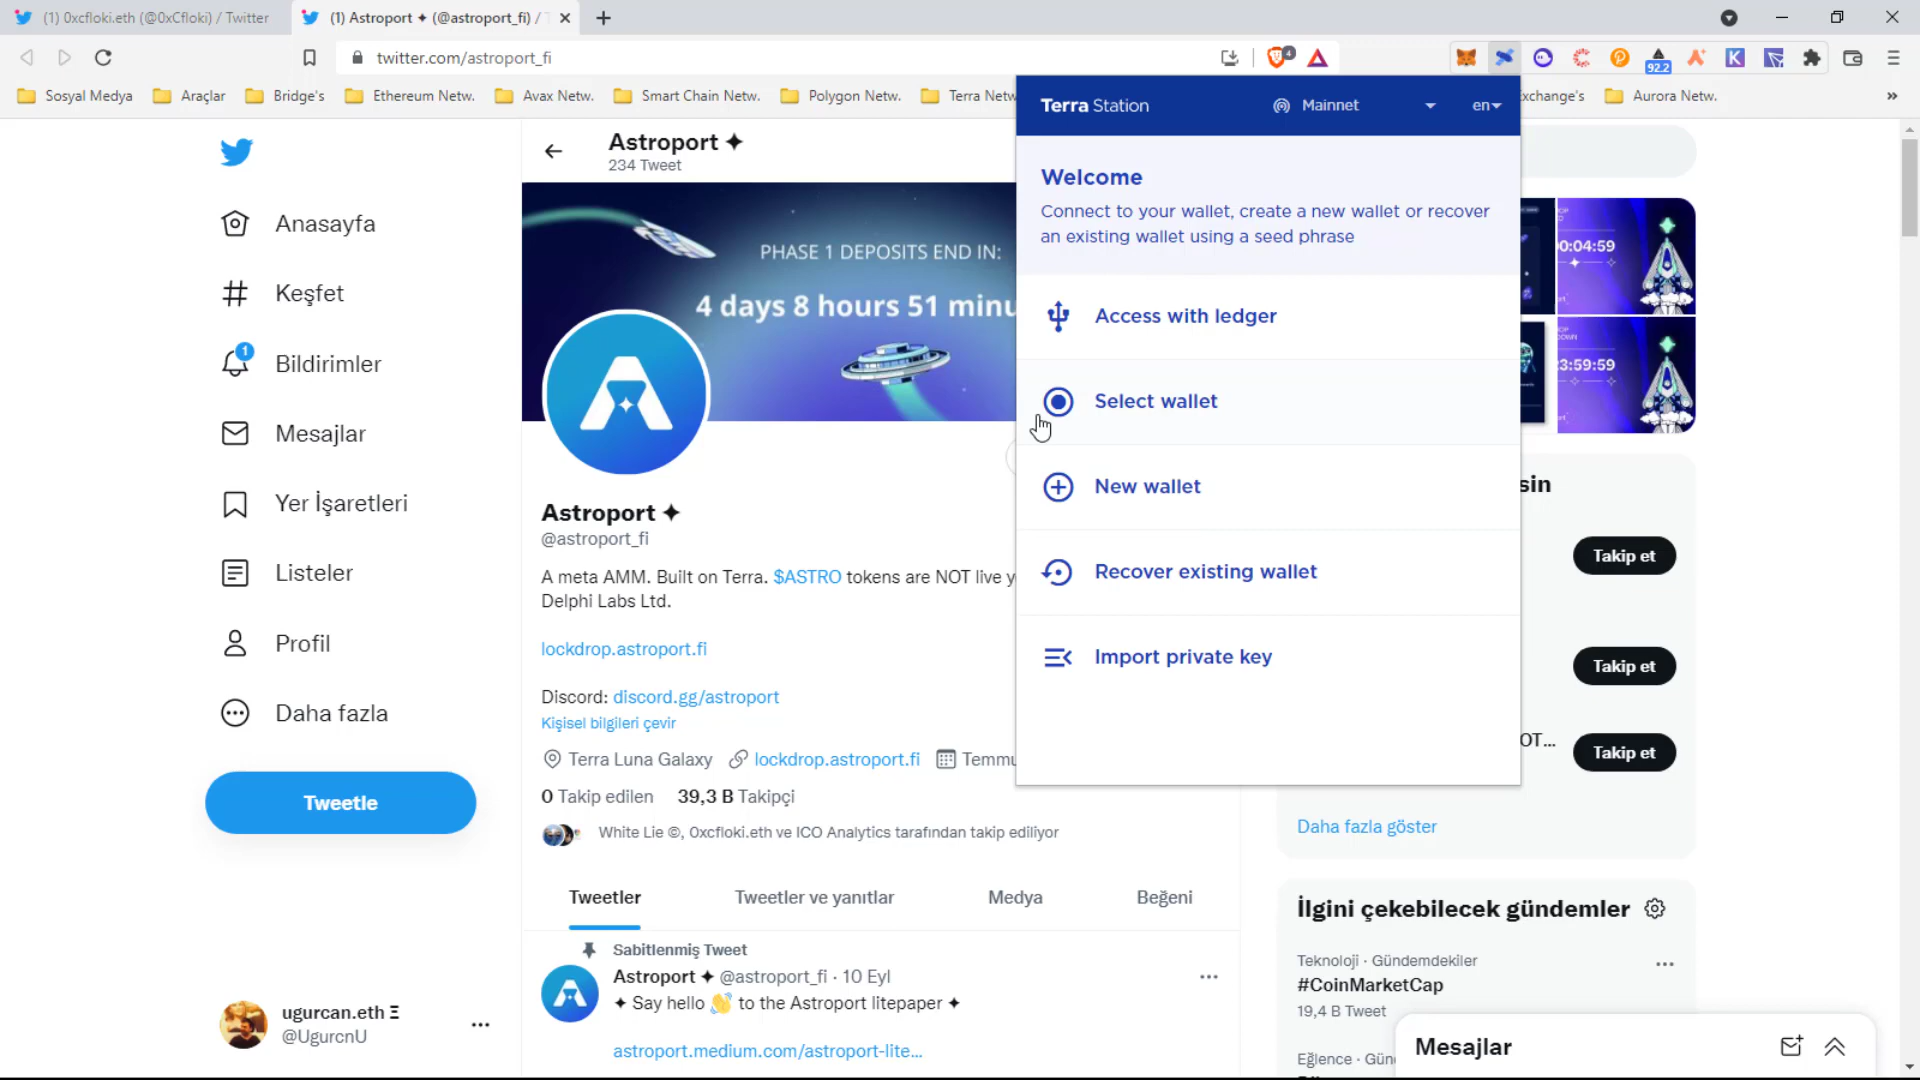 (1) 0xcfloki.eth (@0xCfloki) / Twitter
(1) Astroport ✦ (@astroport_fi) / T
twitter.com/astroport_fi
4
92.2
Sosyal Medya
Araçlar
Bridge's
Ethereum Netw.
Avax Netw.
Smart Chain Netw.
Polygon Netw.
Terra Netw
Exchange's
Aurora Netw.
»
Anasayfa
Keşfet
1
Bildirimler
Mesajlar
Yer İşaretleri
Listeler
Profil
Daha fazla
Tweetle
ugurcan.eth Ξ
@UgurcnU
Astroport ✦
234 Tweet
PHASE 1 DEPOSITS END IN:
4 days 8 hours 51 minu
Astroport ✦
@astroport_fi
A meta AMM. Built on Terra. $ASTRO tokens are NOT live y
Delphi Labs Ltd.
lockdrop.astroport.fi
Discord: discord.gg/astroport
Kişisel bilgileri çevir
Terra Luna Galaxy lockdrop.astroport.fi Temmu
0 Takip edilen 39,3 B Takipçi
White Lie ©, 0xcfloki.eth ve ICO Analytics tarafından takip ediliyor
Tweetler
Tweetler ve yanıtlar
Medya
Beğeni
Sabitlenmiş Tweet
Astroport ✦ @astroport_fi · 10 Eyl
✦ Say hello 👋 to the Astroport litepaper ✦
astroport.medium.com/astroport-lite…
Terra Station
Mainnet
en
Welcome
Connect to your wallet, create a new wallet or recover
an existing wallet using a seed phrase
Access with ledger
Select wallet
New wallet
Recover existing wallet
Import private key
0:04:59
3:59:59
sin
Takip et
Takip et
OT...
Takip et
Daha fazla göster
İlgini çekebilecek gündemler
Teknoloji · Gündemdekiler
#CoinMarketCap
19,4 B Tweet
Eğlence · Gün
Mesajlar